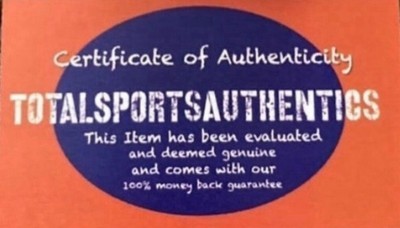 Certificate of Authenticity
TOTALSPORTSAUTHENTICS
This Item has been evaluated
and deemed genuine
and comes with our
100% money back guarantee